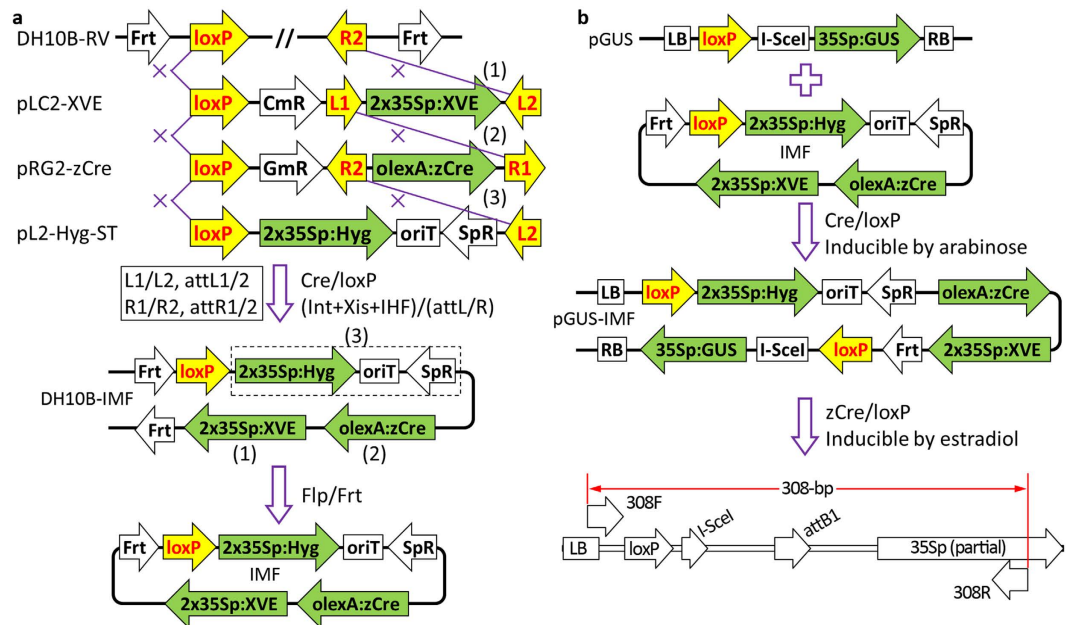 a
DH10B-RV Frt loxP // R2 Frt
(1)
pLC2-XVE loxP CmR L1 2x35Sp:XVE L2
(2)
pRG2-zCre loxP GmR R2 olexA:zCre R1
(3)
pL2-Hyg-ST loxP 2x35Sp:Hyg oriT SpR L2
L1/L2, attL1/2
R1/R2, attR1/2
Cre/loxP
(Int+Xis+IHF)/(attL/R)
(3)
Frt loxP 2x35Sp:Hyg oriT SpR
DH10B-IMF
Frt 2x35Sp:XVE olexA:zCre
(1) (2)
Flp/Frt
Frt loxP 2x35Sp:Hyg oriT SpR
IMF
2x35Sp:XVE olexA:zCre
b
pGUS LB loxP I-SceI 35Sp:GUS RB
Frt loxP 2x35Sp:Hyg oriT SpR
IMF
2x35Sp:XVE olexA:zCre
Cre/loxP
Inducible by arabinose
LB loxP 2x35Sp:Hyg oriT SpR olexA:zCre
pGUS-IMF
RB 35Sp:GUS I-SceI loxP Frt 2x35Sp:XVE
zCre/loxP
Inducible by estradiol
308-bp
308F
I-SceI
attB1
LB loxP 35Sp (partial)
308R